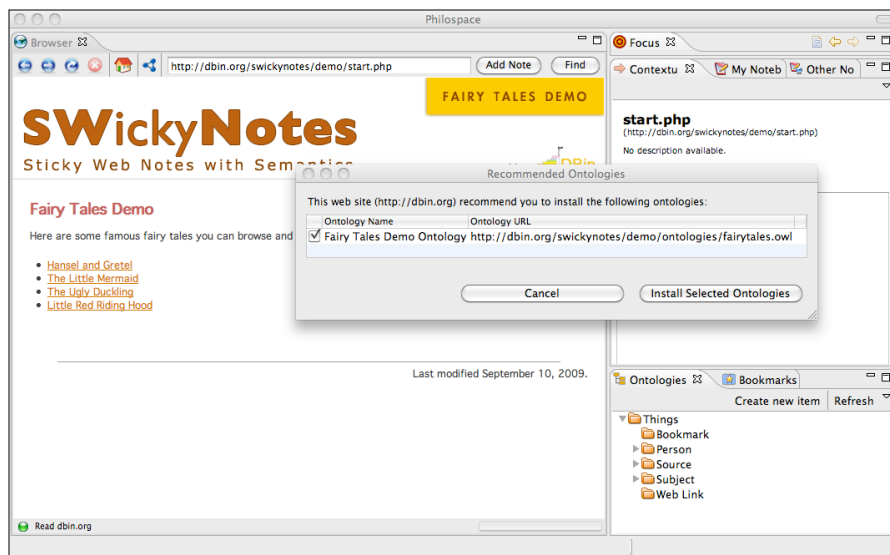 Philospace
Browser
http://dbin.org/swickynotes/demo/start.php
Add Note
Find
FAIRY TALES DEMO
SWickyNotes
Sticky Web Notes with Semantics
DBin
Fairy Tales Demo
Here are some famous fairy tales you can browse and
Hansel and Gretel
The Little Mermaid
The Ugly Duckling
Little Red Riding Hood
Last modified September 10, 2009.
Read dbin.org
Recommended Ontologies
This web site (http://dbin.org) recommend you to install the following ontologies:
Ontology Name Ontology URL
Fairy Tales Demo Ontology http://dbin.org/swickynotes/demo/ontologies/fairytales.owl
Cancel
Install Selected Ontologies
Focus
Contextu My Noteb Other No
start.php
(http://dbin.org/swickynotes/demo/start.php)
No description available.
Ontologies Bookmarks
Create new item Refresh
Things
Bookmark
Person
Source
Subject
Web Link